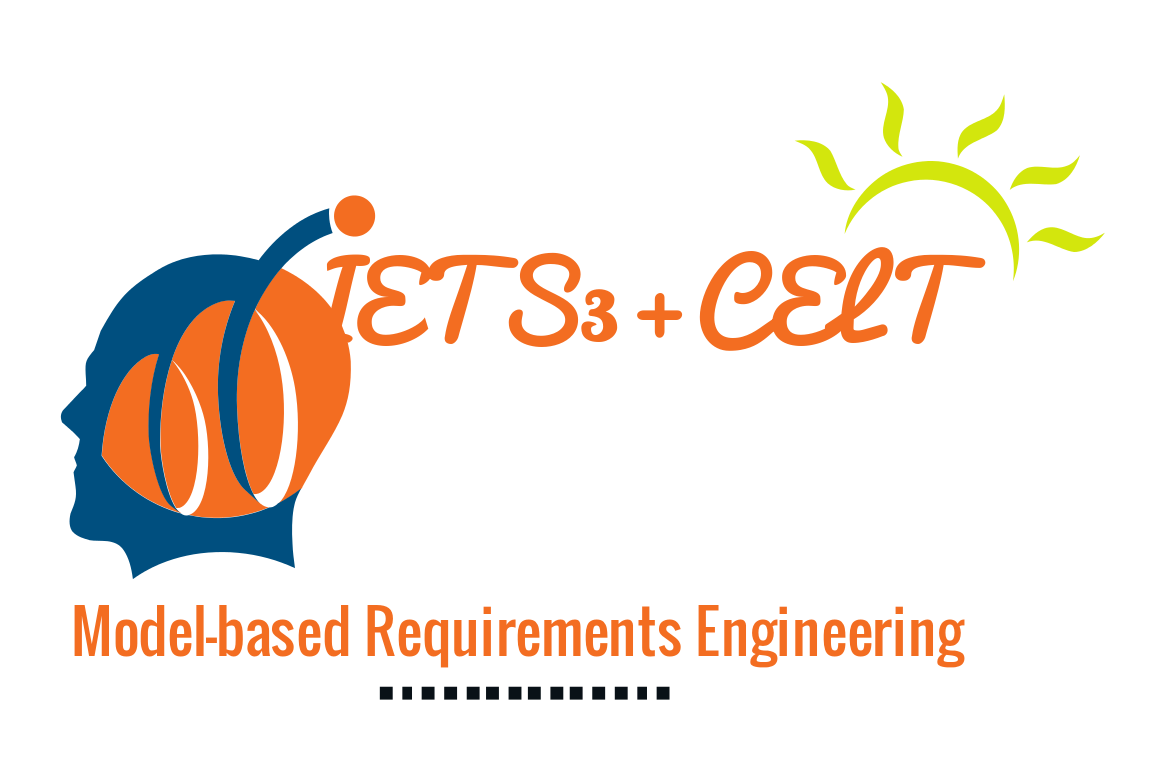 IETS3 + CElT
Model-based Requirements Engineering